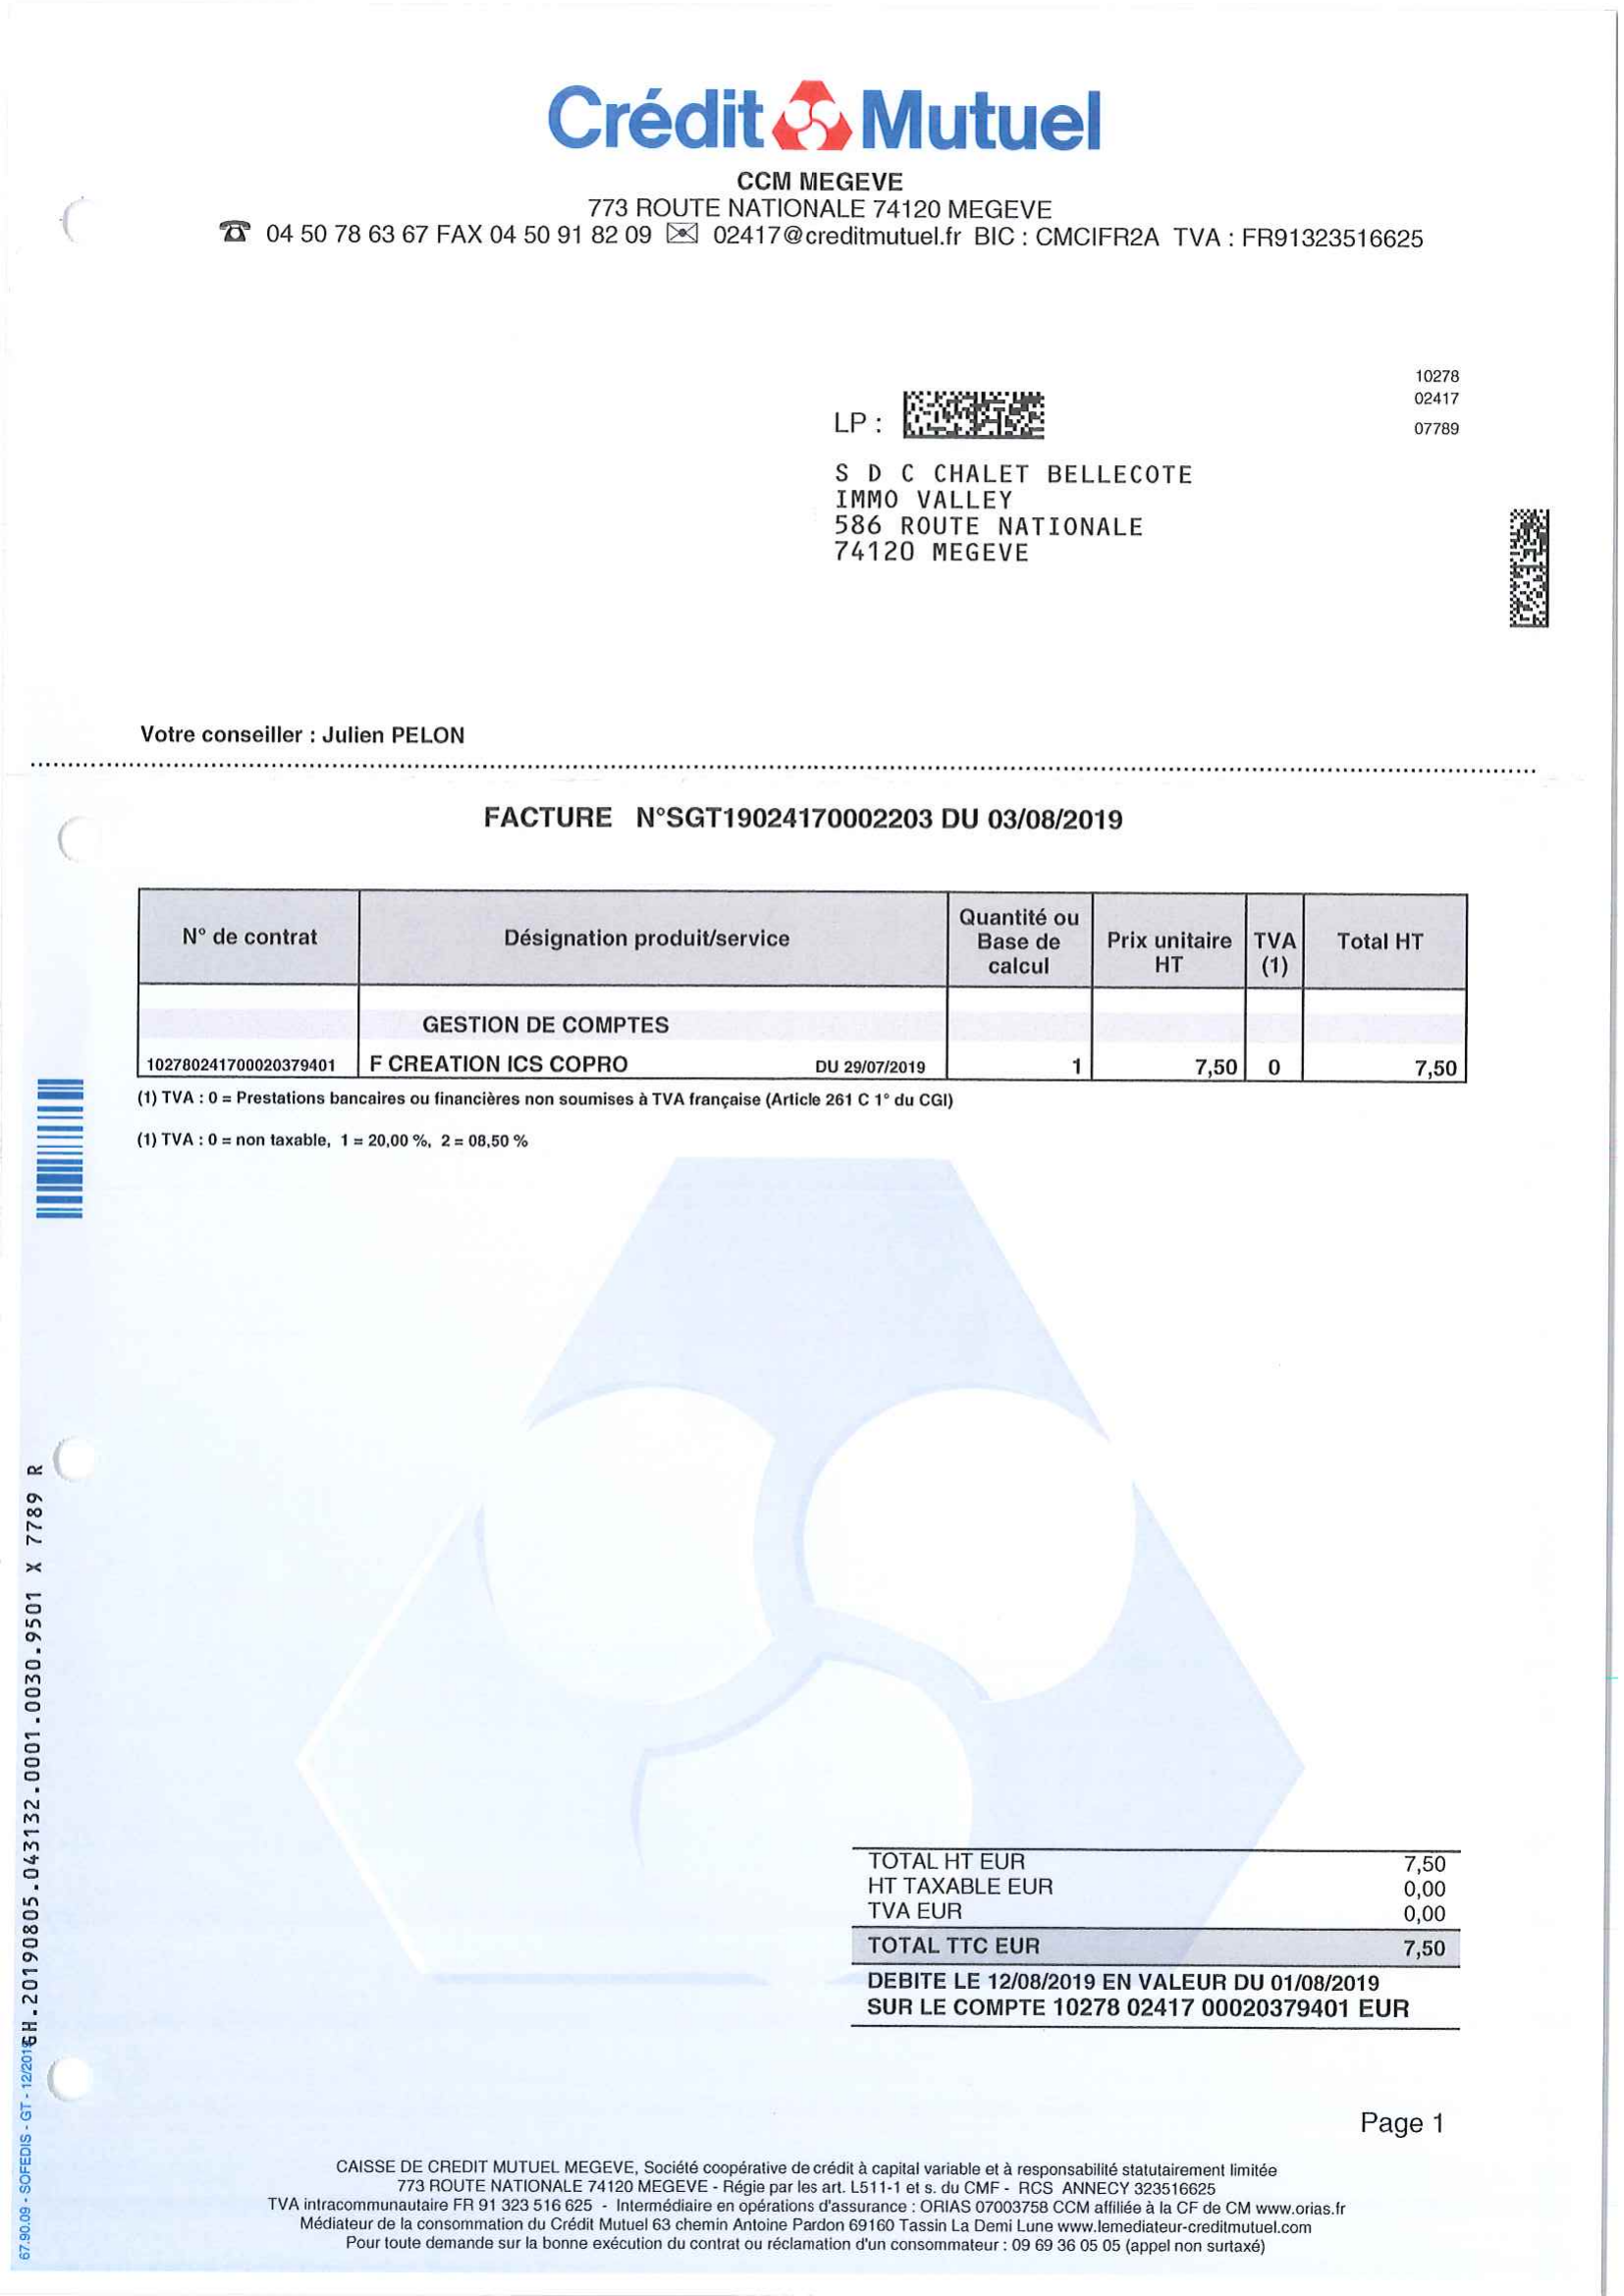 Crédit Mutuel
CCM MEGEVE
773 ROUTE NATIONALE 74120 MEGEVE
☎ 04 50 78 63 67 FAX 04 50 91 82 09 ✉ 02417@creditmutuel.fr BIC : CMCIFR2A TVA : FR91323516625
10278
02417
07789
LP :
S D C CHALET BELLECOTE
IMMO VALLEY
586 ROUTE NATIONALE
74120 MEGEVE
Votre conseiller : Julien PELON
FACTURE N°SGT19024170002203 DU 03/08/2019
N° de contrat Désignation produit/service Quantité ou Base de calcul Prix unitaire HT TVA (1) Total HT
GESTION DE COMPTES
102780241700020379401 F CREATION ICS COPRO DU 29/07/2019 1 7,50 0 7,50
(1) TVA : 0 = Prestations bancaires ou financières non soumises à TVA française (Article 261 C 1° du CGI)
(1) TVA : 0 = non taxable, 1 = 20,00 %, 2 = 08,50 %
TOTAL HT EUR 7,50
HT TAXABLE EUR 0,00
TVA EUR 0,00
TOTAL TTC EUR 7,50
DEBITE LE 12/08/2019 EN VALEUR DU 01/08/2019
SUR LE COMPTE 10278 02417 00020379401 EUR
Page 1
CAISSE DE CREDIT MUTUEL MEGEVE, Société coopérative de crédit à capital variable et à responsabilité statutairement limitée
773 ROUTE NATIONALE 74120 MEGEVE - Régie par les art. L511-1 et s. du CMF - RCS ANNECY 323516625
TVA intracommunautaire FR 91 323 516 625 - Intermédiaire en opérations d'assurance : ORIAS 07003758 CCM affiliée à la CF de CM www.orias.fr
Médiateur de la consommation du Crédit Mutuel 63 chemin Antoine Pardon 69160 Tassin La Demi Lune www.lemediateur-creditmutuel.com
Pour toute demande sur la bonne exécution du contrat ou réclamation d'un consommateur : 09 69 36 05 05 (appel non surtaxé)
GH.20190805.043132.0001.0030.9501 X 7789 R
67.90.09 - SOFEDIS - GT -